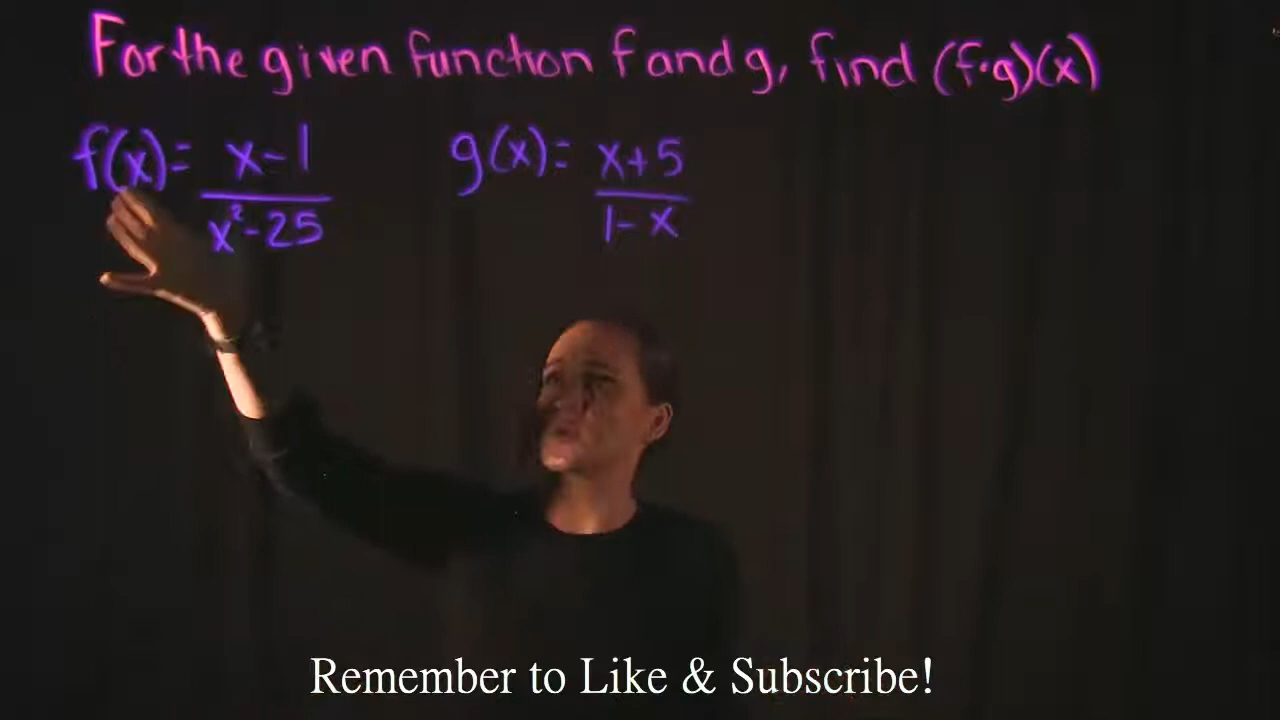 For the given function f and g, find (f·g)(x)
f(x) = x-1 / x²-25 g(x) = x+5 / 1-x
Remember to Like & Subscribe!